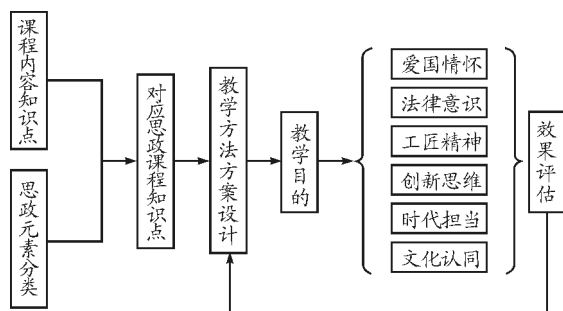 课程内容知识点
思政元素分类
对应思政课程知识点
教学方法方案设计
教学目的
爱国情怀
法律意识
工匠精神
创新思维
时代担当
文化认同
效果评估